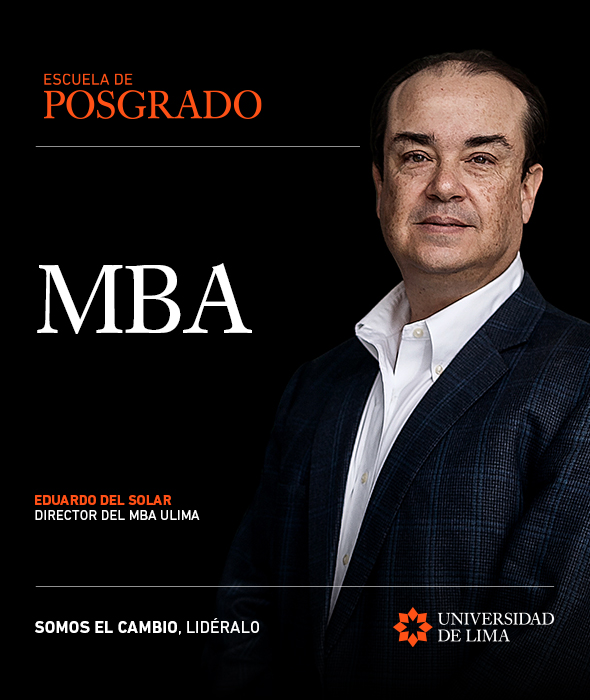 ESCUELA DE
POSGRADO
MBA
EDUARDO DEL SOLAR
DIRECTOR DEL MBA ULIMA
SOMOS EL CAMBIO, LIDÉRALO
UNIVERSIDAD
DE LIMA